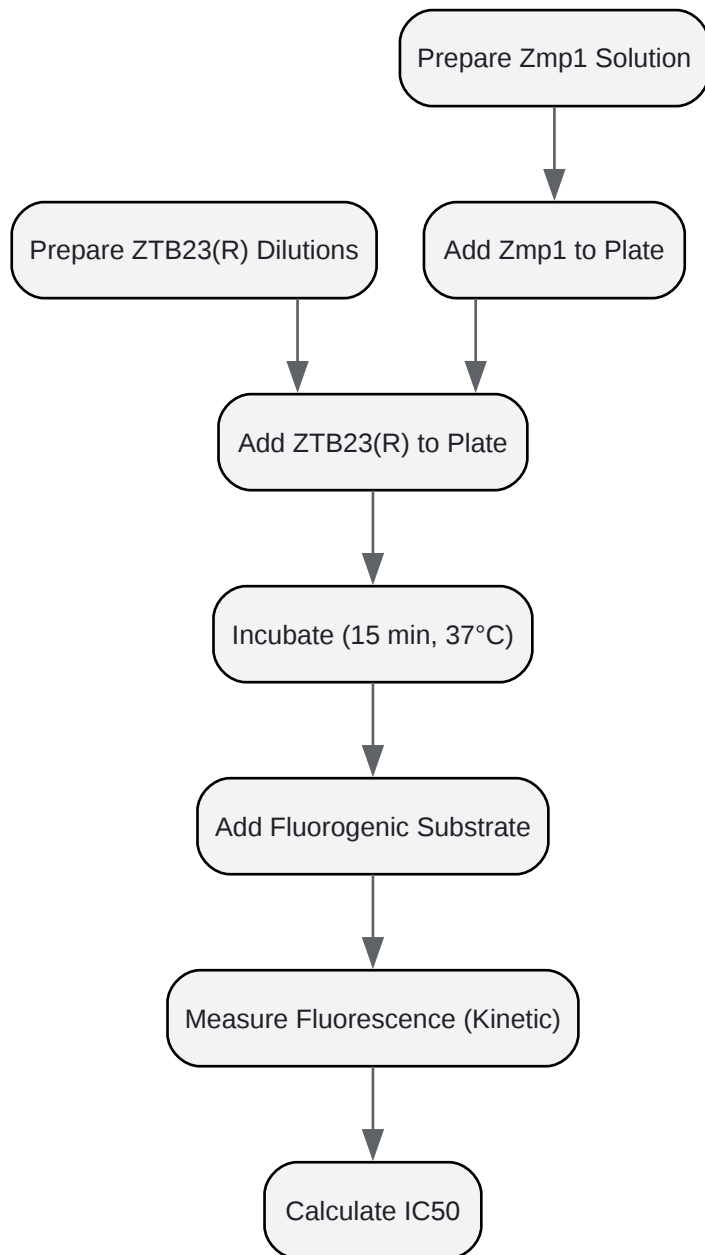 Prepare Zmp1 Solution
Prepare ZTB23(R) Dilutions
Add Zmp1 to Plate
Add ZTB23(R) to Plate
Incubate (15 min, 37°C)
Add Fluorogenic Substrate
Measure Fluorescence (Kinetic)
Calculate IC50